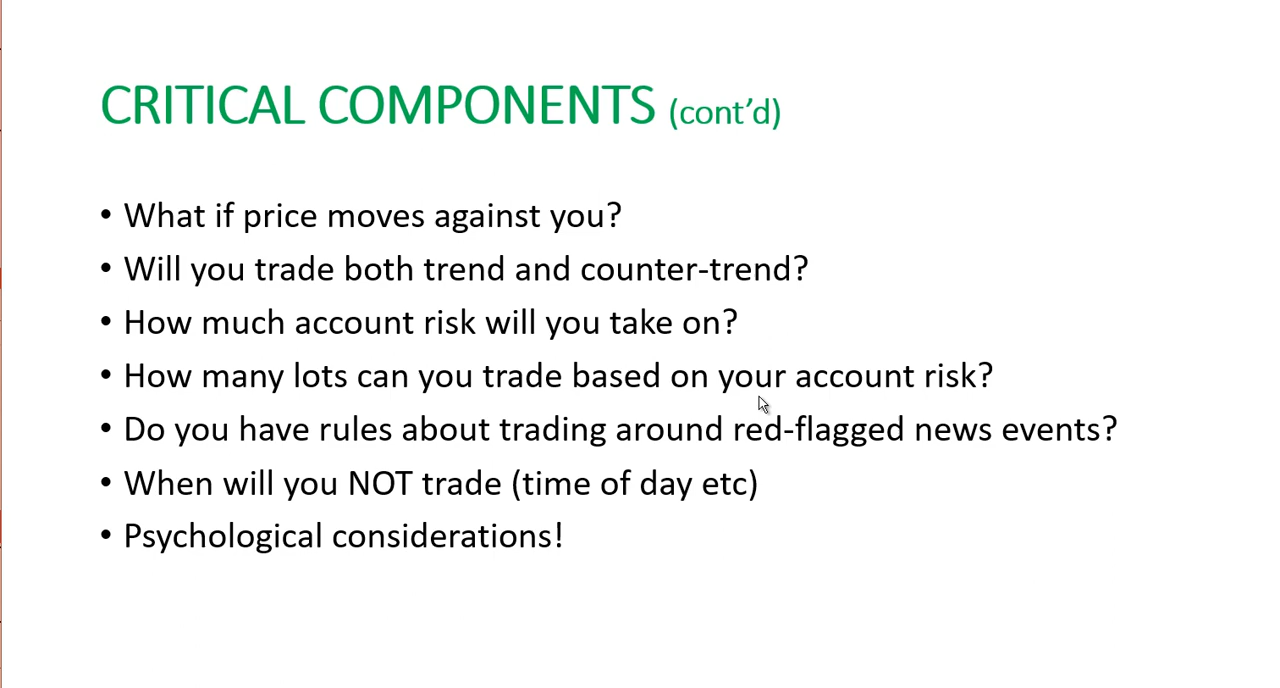 CRITICAL COMPONENTS (cont’d)
• What if price moves against you?
• Will you trade both trend and counter-trend?
• How much account risk will you take on?
• How many lots can you trade based on your account risk?
• Do you have rules about trading around red-flagged news events?
• When will you NOT trade (time of day etc)
• Psychological considerations!